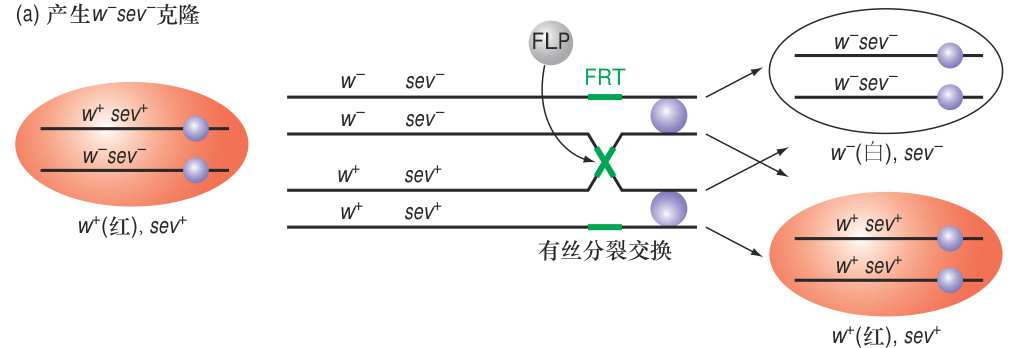 (a) 产生w⁻sev⁻克隆
w⁺ sev⁺
w⁻sev⁻
w⁺(红), sev⁺
FLP
FRT
w⁻ sev⁻
w⁻ sev⁻
w⁺ sev⁺
w⁺ sev⁺
有丝分裂交换
w⁻sev⁻
w⁻sev⁻
w⁻(白), sev⁻
w⁺ sev⁺
w⁺ sev⁺
w⁺(红), sev⁺